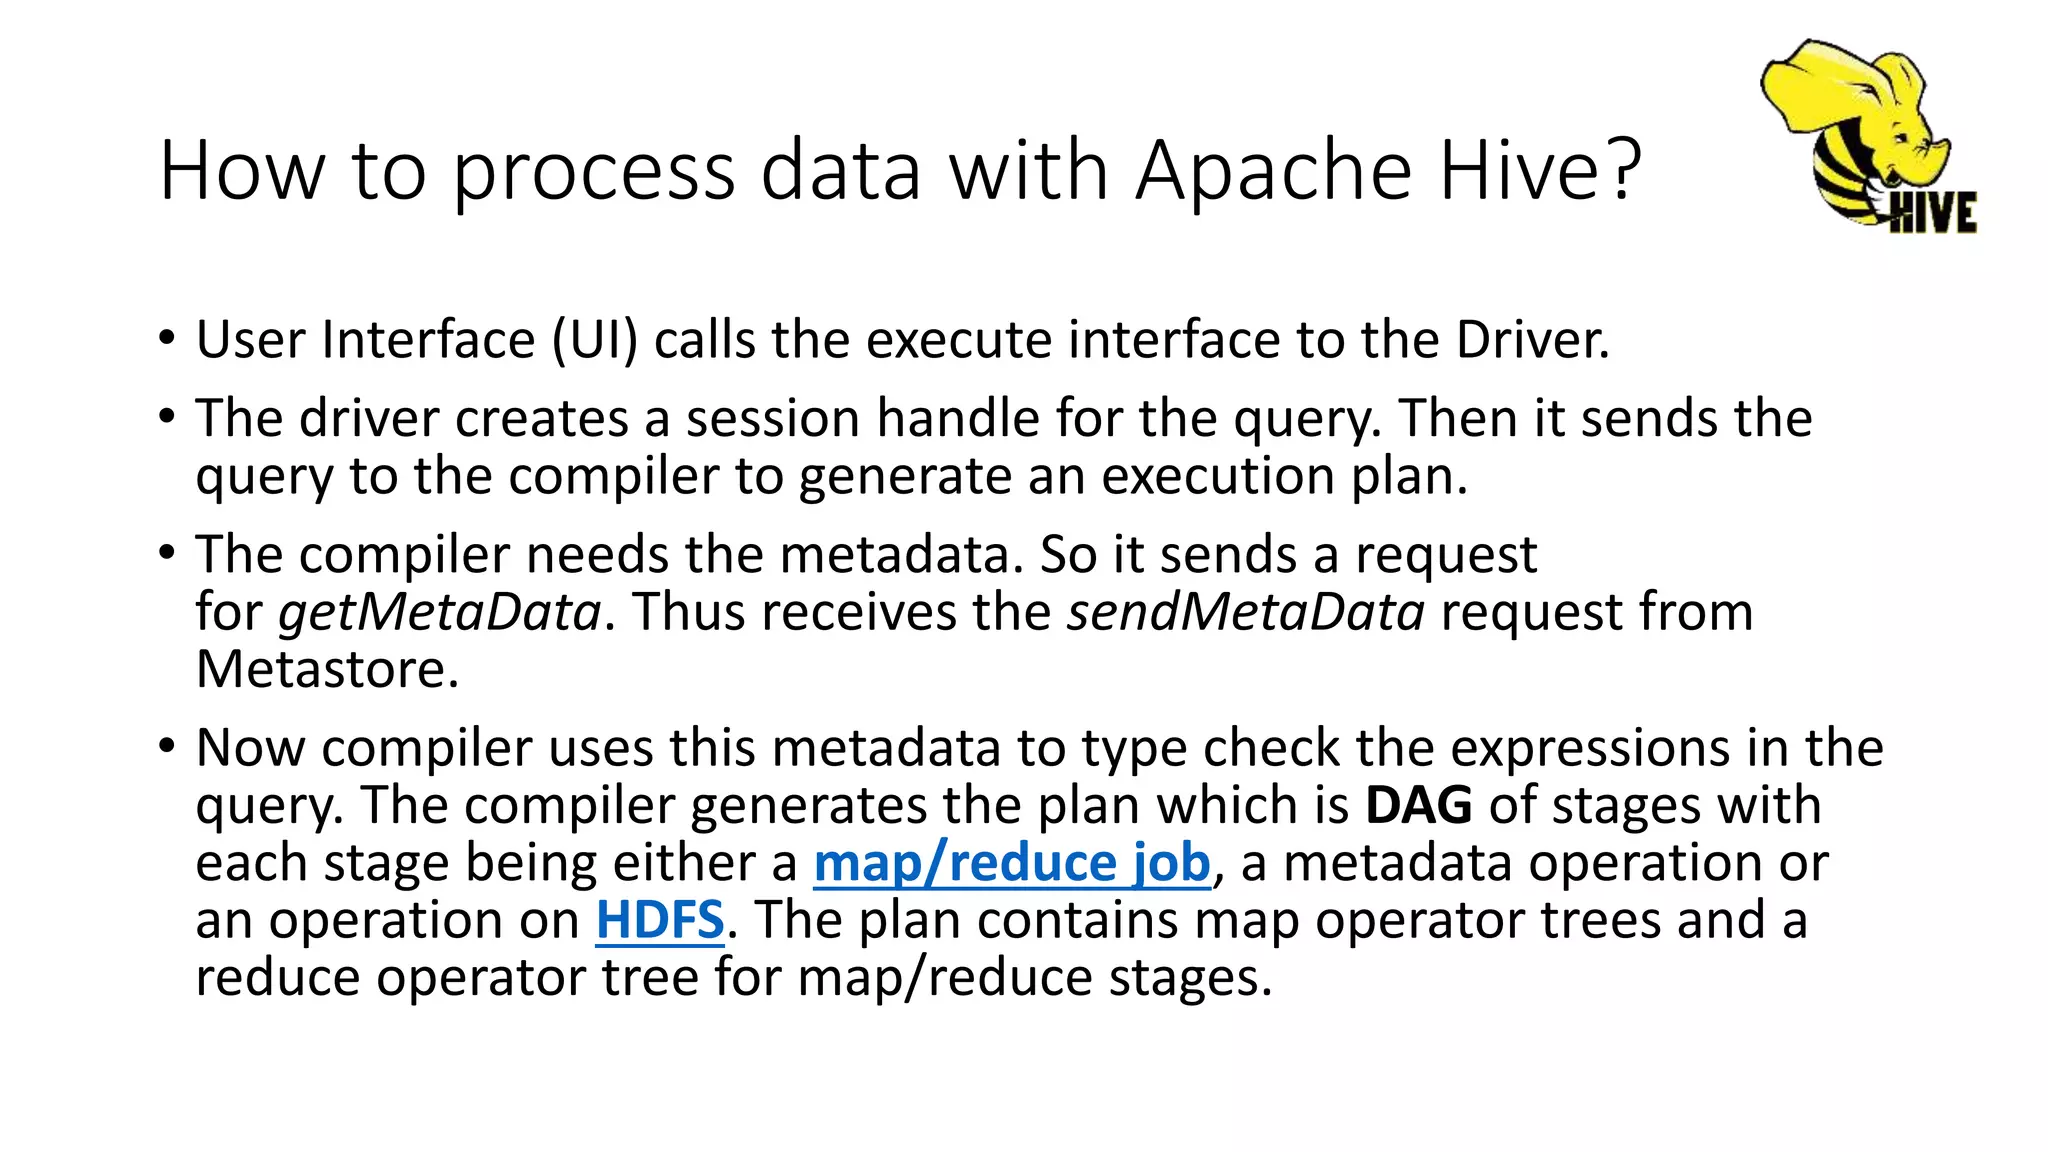 How to process data with Apache Hive?
HIVE
• User Interface (UI) calls the execute interface to the Driver.
• The driver creates a session handle for the query. Then it sends the
query to the compiler to generate an execution plan.
• The compiler needs the metadata. So it sends a request
for getMetaData. Thus receives the sendMetaData request from
Metastore.
• Now compiler uses this metadata to type check the expressions in the
query. The compiler generates the plan which is DAG of stages with
each stage being either a map/reduce job, a metadata operation or
an operation on HDFS. The plan contains map operator trees and a
reduce operator tree for map/reduce stages.